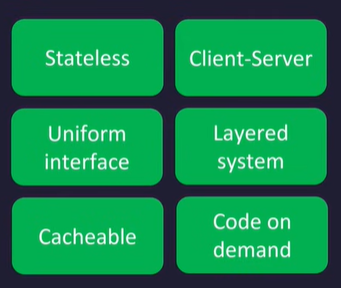 Stateless
Client-Server
Uniform
interface
Layered
system
Cacheable
Code on
demand